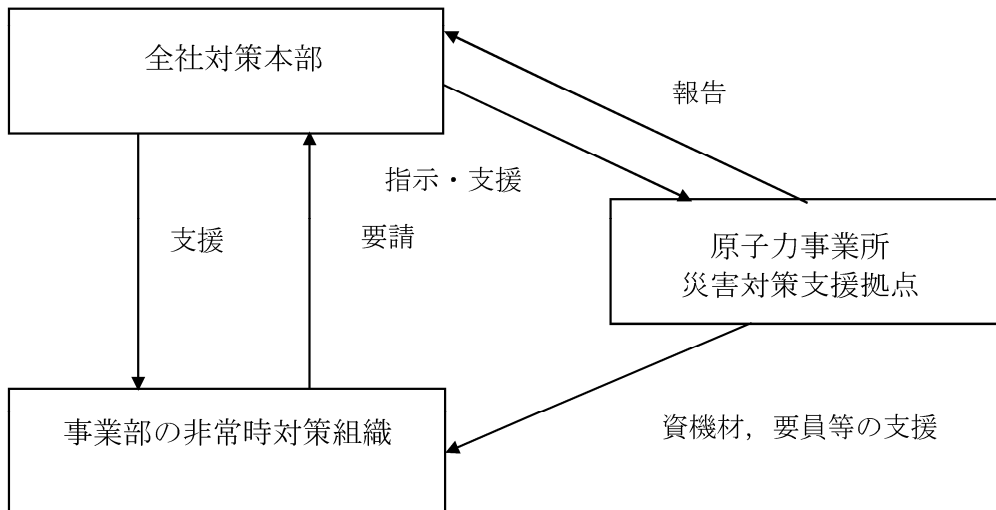 全社対策本部
報告
指示・支援
支援
要請
原子力事業所
災害対策支援拠点
事業部の非常時対策組織
資機材，要員等の支援